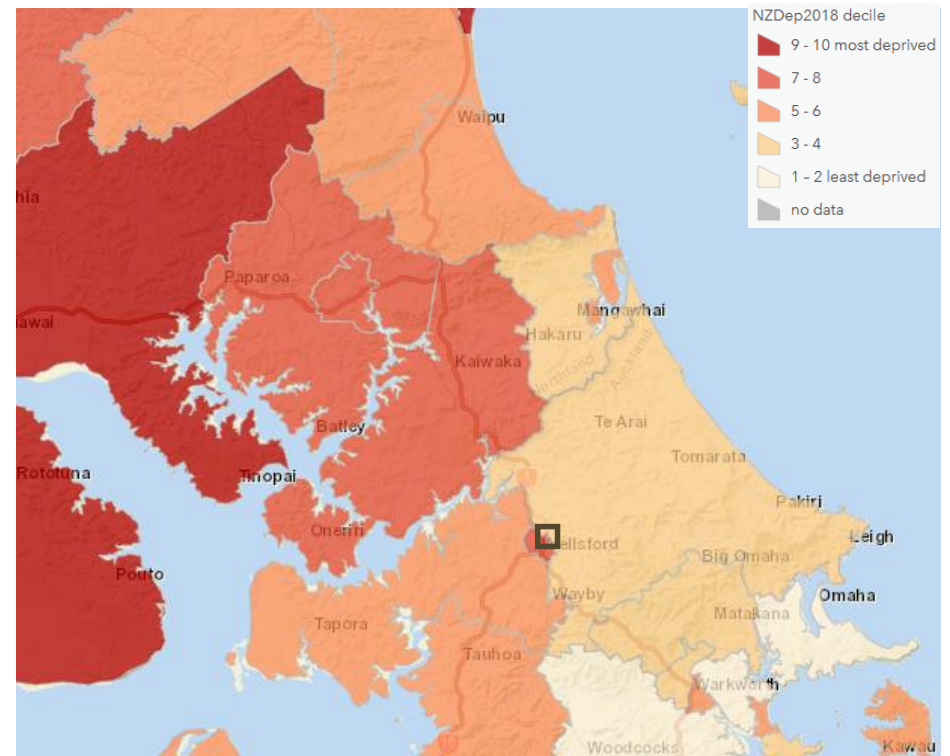 NZDep2018 decile
9 - 10 most deprived
7 - 8
5 - 6
3 - 4
1 - 2 least deprived
no data
Waipu
Paparoa
Mangawhai
Hakaru
Northland
Auckland
Kaiwaka
Te Arai
Batley
Tomarata
Rototuna
Tinopai
Pakiri
Oneriri
Leigh
Big Omaha
Pouto
Wayby
Omaha
Matakana
Tapora
Tauhoa
Warkworth
Woodcocks
Kawau